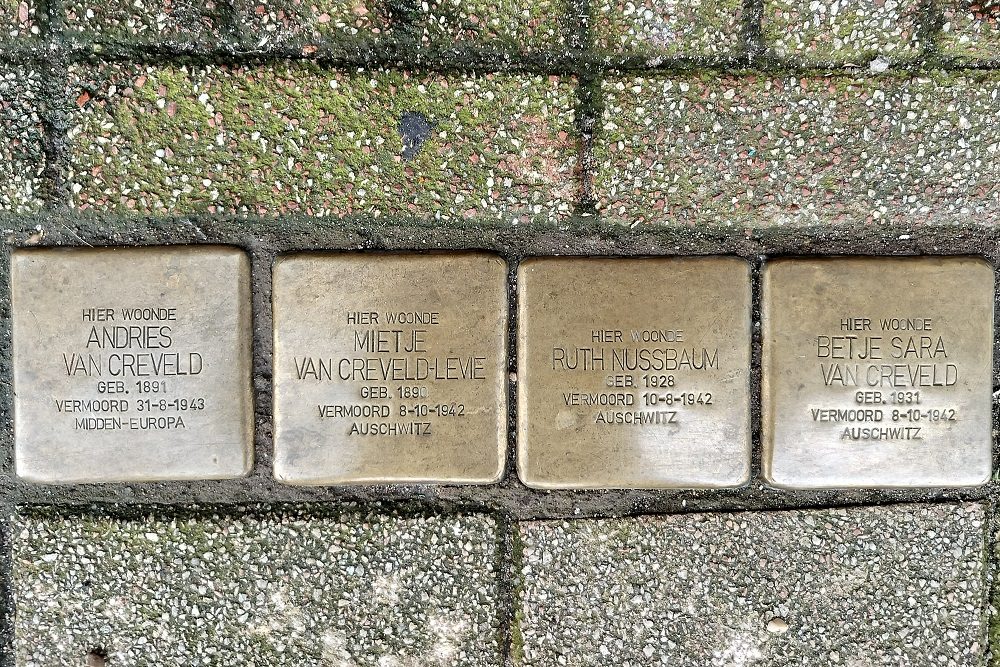 HIER WOONDE
ANDRIES
VAN CREVELD
GEB. 1891
VERMOORD 31-8-1943
MIDDEN-EUROPA
HIER WOONDE
MIETJE
VAN CREVELD-LEVIE
GEB. 1890
VERMOORD 8-10-1942
AUSCHWITZ
HIER WOONDE
RUTH NUSSBAUM
GEB. 1928
VERMOORD 10-8-1942
AUSCHWITZ
HIER WOONDE
BETJE SARA
VAN CREVELD
GEB. 1931
VERMOORD 8-10-1942
AUSCHWITZ